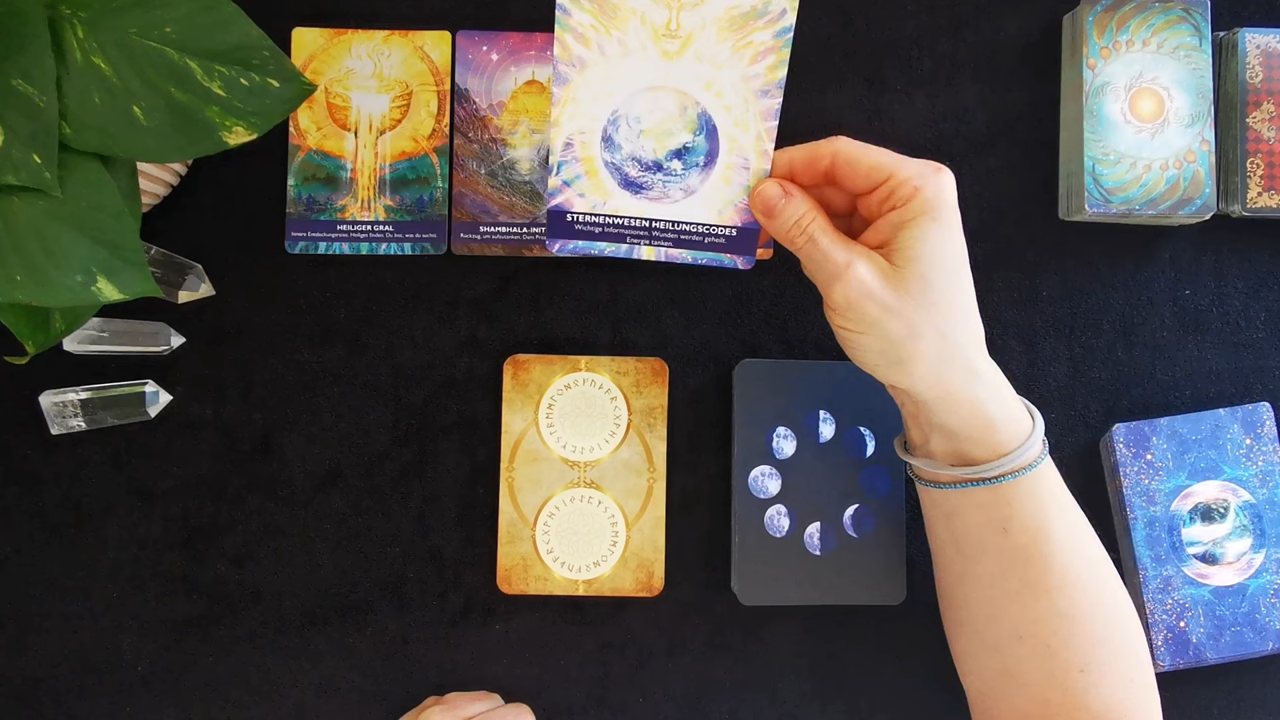 HEILIGER GRAL
Innere Entdeckungsreise. Heiliges finden. Du bist, was du suchst.
SHAMBHALA-INIT
Rückzug, um aufzutanken. Dem Pro
STERNENWESEN HEILUNGSCODES
Wichtige Informationen. Wunden werden geheilt.
Energie tanken.